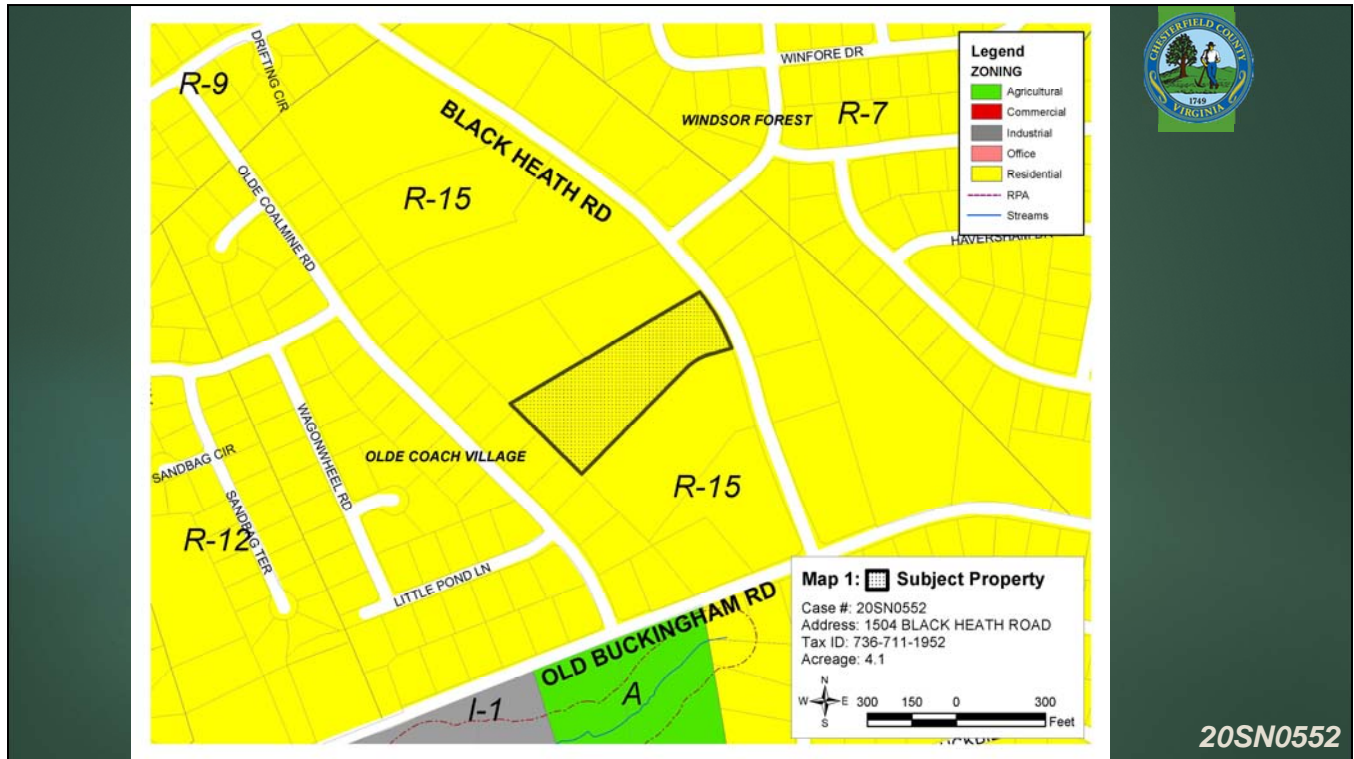 CHESTERFIELD COUNTY
1749
VIRGINIA
Legend
ZONING
Agricultural
Commercial
Industrial
Office
Residential
RPA
Streams
R-9
DRIFTING CIR
WINFORE DR
BLACK HEATH RD
WINDSOR FOREST
R-7
OLDE COALMINE RD
R-15
HAVERSHAM DR
WAGONWHEEL RD
OLDE COACH VILLAGE
SANDBAG CIR
SANDBAG TER
R-15
R-12
LITTLE POND LN
OLD BUCKINGHAM RD
I-1
A
Map 1: Subject Property
Case #: 20SN0552
Address: 1504 BLACK HEATH ROAD
Tax ID: 736-711-1952
Acreage: 4.1
N
W E
S
300 150 0 300
Feet
20SN0552